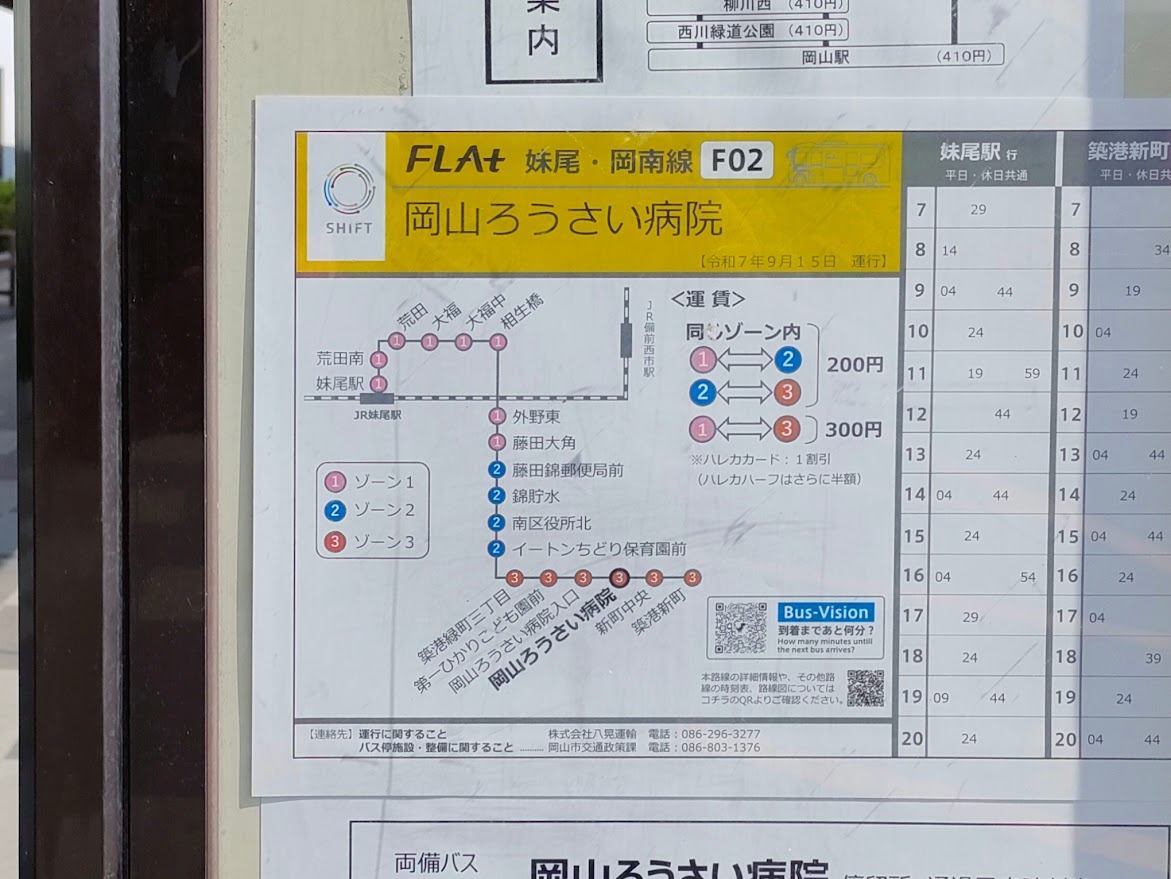 案
内
柳川西 (410円)
西川緑道公園 (410円)
岡山駅 (410円)
SHIFT
FLAt 妹尾・岡南線 F02
岡山ろうさい病院
【令和7年9月15日 運行】
荒田
大福
大福中
相生橋
荒田南
妹尾駅
JR妹尾駅
JR備前西市駅
外野東
藤田大角
藤田錦郵便局前
錦貯水
南区役所北
イートンちどり保育園前
築港緑町三丁目
第一ひかりこども園前
岡山ろうさい病院入口
岡山ろうさい病院
新町中央
築港新町
1 ゾーン1
2 ゾーン2
3 ゾーン3
<運賃>
同じゾーン内
1 2
2 3
200円
1 3 300円
※ハレカカード:1割引
(ハレカハーフはさらに半額)
Bus-Vision
到着まであと何分?
How many minutes untill
the next bus arrives?
本路線の詳細情報や、その他路
線の時刻表、路線図については
コチラのQRよりご確認ください。
【連絡先】運行に関すること 株式会社八晃運輸 電話:086-296-3277
バス停施設・整備に関すること ……… 岡山市交通政策課 電話:086-803-1376
妹尾駅 行
平日・休日共通
7 29
8 14
9 04 44
10 24
11 19 59
12 44
13 24
14 04 44
15 24
16 04 54
17 29
18 24
19 09 44
20 24
築港新町
平日・休日共
7
8 34
9 19
10 04
11 24
12 19
13 04 44
14 24
15 04 44
16 24
17 04
18 39
19 24
20 04 44
両備バス
岡山ろうさい病院